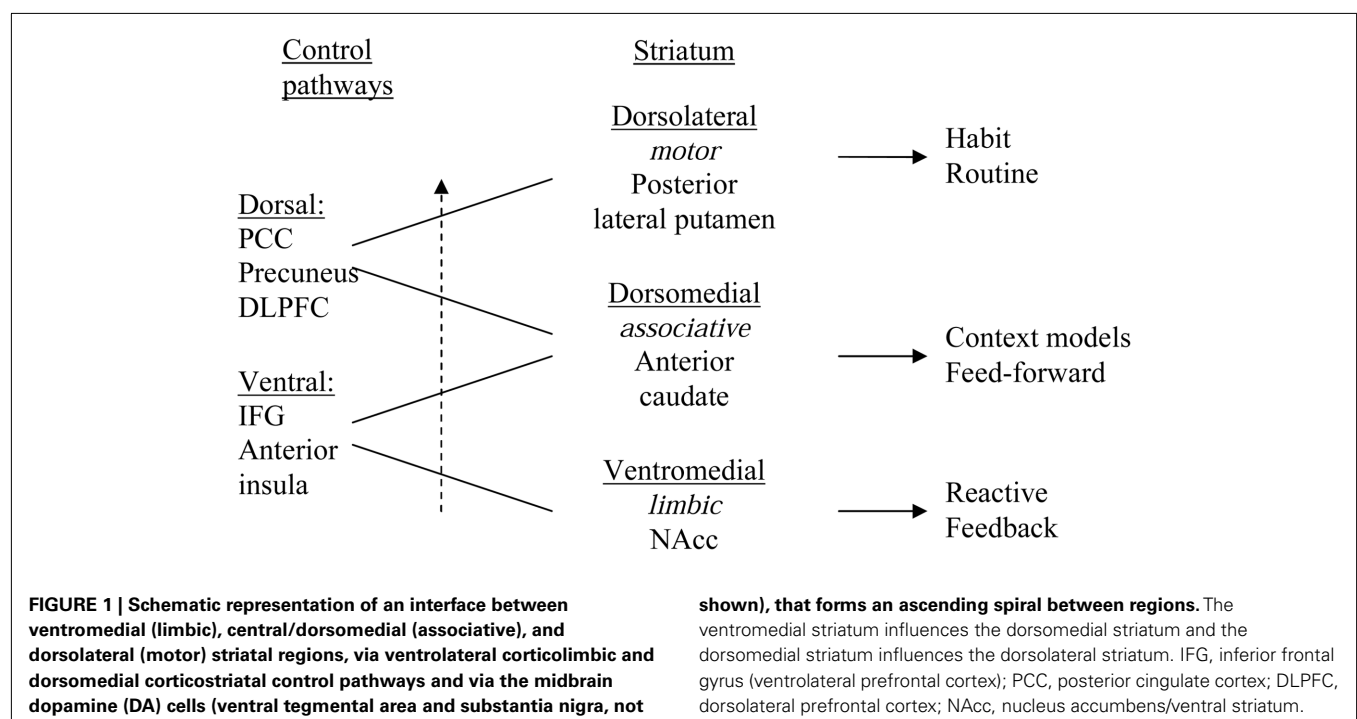 Control
pathways
Striatum
Dorsal:
PCC
Precuneus
DLPFC
Ventral:
IFG
Anterior
insula
Dorsolateral
motor
Posterior
lateral putamen
Dorsomedial
associative
Anterior
caudate
Ventromedial
limbic
NAcc
Habit
Routine
Context models
Feed-forward
Reactive
Feedback
FIGURE 1 | Schematic representation of an interface between
ventromedial (limbic), central/dorsomedial (associative), and
dorsolateral (motor) striatal regions, via ventrolateral corticolimbic and
dorsomedial corticostriatal control pathways and via the midbrain
dopamine (DA) cells (ventral tegmental area and substantia nigra, not
shown), that forms an ascending spiral between regions. The
ventromedial striatum influences the dorsomedial striatum and the
dorsomedial striatum influences the dorsolateral striatum. IFG, inferior frontal
gyrus (ventrolateral prefrontal cortex); PCC, posterior cingulate cortex; DLPFC,
dorsolateral prefrontal cortex; NAcc, nucleus accumbens/ventral striatum.